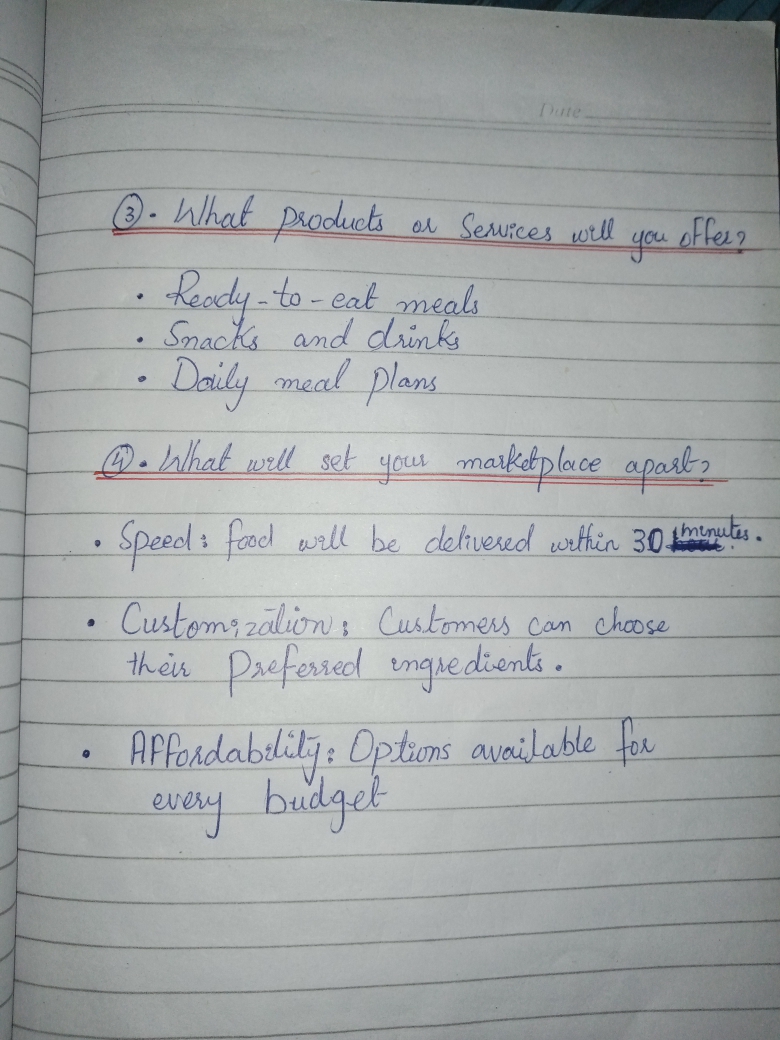 Date
③. What products or Services will you offer?
• Ready-to-eat meals
• Snacks and drinks
• Daily meal plans
④. What will set your marketplace apart?
• Speed: food will be delivered within 30 minutes.
• Customization: Customers can choose
their preferred ingredients.
• Affordability: Options available for
every budget